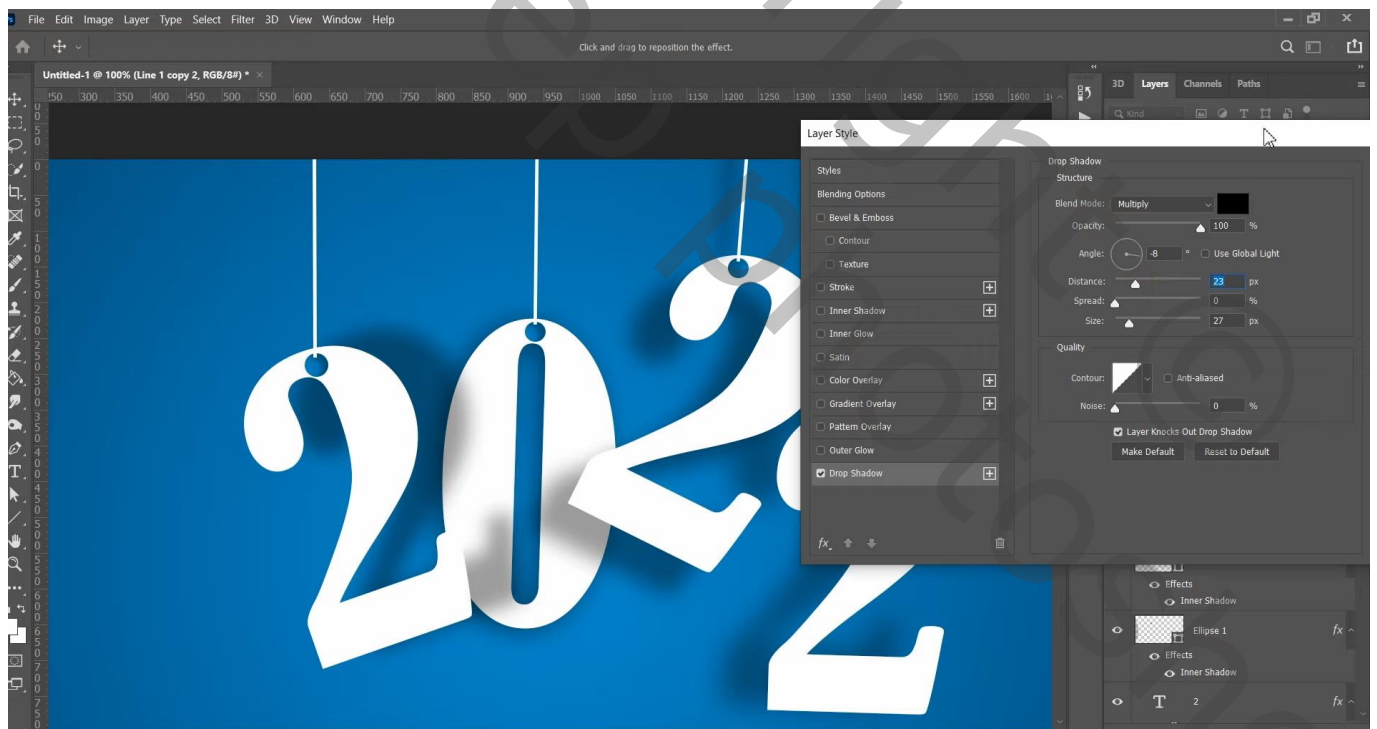 File Edit Image Layer Type Select Filter 3D View Window Help
Click and drag to reposition the effect.
Untitled-1 @ 100% (Line 1 copy 2, RGB/8#) * ×
300 350 400 450 500 550 600 650 700 750 800 850 900 950 1000 1050 1100 1150 1200 1250 1300 1350 1400 1450 1500 1550 1600
3D Layers Channels Paths
Kind
Layer Style
Styles
Blending Options
Bevel & Emboss
Contour
Texture
Stroke
Inner Shadow
Inner Glow
Satin
Color Overlay
Gradient Overlay
Pattern Overlay
Outer Glow
Drop Shadow
fx
Drop Shadow
Structure
Blend Mode: Multiply
Opacity: 100 %
Angle: -8 ° Use Global Light
Distance: 23 px
Spread: 0 %
Size: 27 px
Quality
Contour: Anti-aliased
Noise: 0 %
Layer Knocks Out Drop Shadow
Make Default Reset to Default
2022
Effects
Inner Shadow
Ellipse 1 fx
Effects
Inner Shadow
T 2 fx